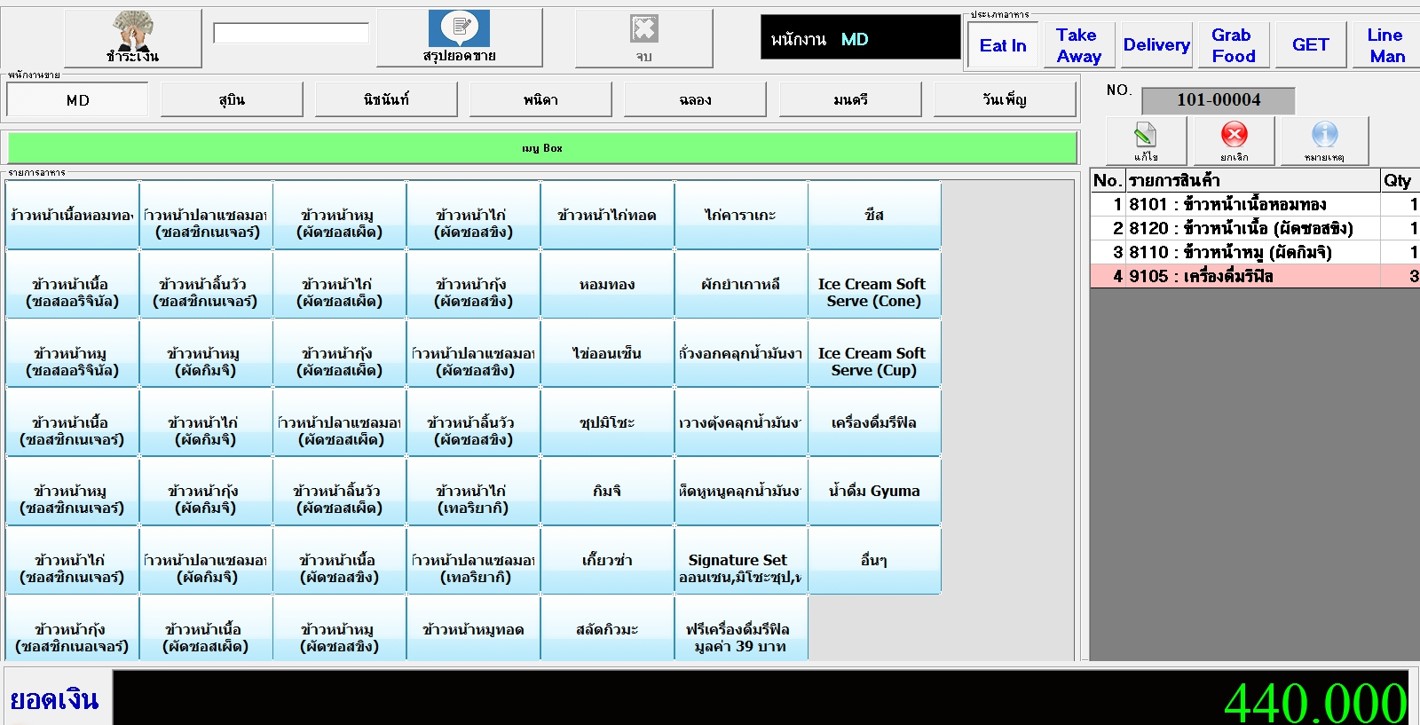 ชำระเงิน
สรุปยอดขาย
จบ
พนักงาน MD
ประเภทอาหาร
Eat In
Take Away
Delivery
Grab Food
GET
Line Man
พนักงานขาย
MD
สุบิน
นิชนันท์
พนิดา
ฉลอง
มนตรี
วันเพ็ญ
NO. 101-00004
แก้ไข
ยกเลิก
หมายเหตุ
เมนู Box
รายการอาหาร
ข้าวหน้าเนื้อหอมทอง
ข้าวหน้าปลาแซลมอน
(ซอสซิกเนเจอร์)
ข้าวหน้าหมู
(ผัดซอสเผ็ด)
ข้าวหน้าไก่
(ผัดซอสขิง)
ข้าวหน้าไก่ทอด
ไก่คาราเกะ
ชีส
ข้าวหน้าเนื้อ
(ซอสออริจินัล)
ข้าวหน้าลิ้นวัว
(ซอสซิกเนเจอร์)
ข้าวหน้าไก่
(ผัดซอสเผ็ด)
ข้าวหน้ากุ้ง
(ผัดซอสขิง)
หอมทอง
ผักยำเกาหลี
Ice Cream Soft
Serve (Cone)
ข้าวหน้าหมู
(ซอสออริจินัล)
ข้าวหน้าหมู
(ผัดกิมจิ)
ข้าวหน้ากุ้ง
(ผัดซอสเผ็ด)
ข้าวหน้าปลาแซลมอน
(ผัดซอสขิง)
ไข่ออนเซ็น
ถั่วงอกคลุกน้ำมันงา
Ice Cream Soft
Serve (Cup)
ข้าวหน้าเนื้อ
(ซอสซิกเนเจอร์)
ข้าวหน้าไก่
(ผัดกิมจิ)
ข้าวหน้าปลาแซลมอน
(ผัดซอสเผ็ด)
ข้าวหน้าลิ้นวัว
(ผัดซอสขิง)
ซุปมิโซะ
กวางตุ้งคลุกน้ำมันงา
เครื่องดื่มรีฟิล
ข้าวหน้าหมู
(ซอสซิกเนเจอร์)
ข้าวหน้ากุ้ง
(ผัดกิมจิ)
ข้าวหน้าลิ้นวัว
(ผัดซอสเผ็ด)
ข้าวหน้าไก่
(เทอริยากิ)
กิมจิ
เห็ดหูหนูคลุกน้ำมันงา
น้ำดื่ม Gyuma
ข้าวหน้าไก่
(ซอสซิกเนเจอร์)
ข้าวหน้าปลาแซลมอน
(ผัดกิมจิ)
ข้าวหน้าเนื้อ
(ผัดซอสขิง)
ข้าวหน้าปลาแซลมอน
(เทอริยากิ)
เกี๊ยวซ่า
Signature Set
ออนเซน,มิโซะซุป,
อื่นๆ
ข้าวหน้ากุ้ง
(ซอสซิกเนอเจอร์)
ข้าวหน้าเนื้อ
(ผัดซอสเผ็ด)
ข้าวหน้าหมู
(ผัดซอสขิง)
ข้าวหน้าหมูทอด
สลัดกิวมะ
ฟรีเครื่องดื่มรีฟิล
มูลค่า 39 บาท
No. รายการสินค้า Qty
1 8101 : ข้าวหน้าเนื้อหอมทอง 1
2 8120 : ข้าวหน้าเนื้อ (ผัดซอสขิง) 1
3 8110 : ข้าวหน้าหมู (ผัดกิมจิ) 1
4 9105 : เครื่องดื่มรีฟิล 3
ยอดเงิน 440.000